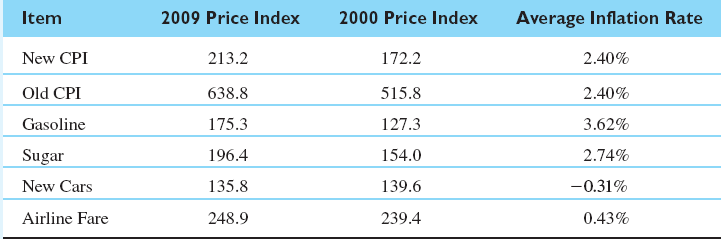 Item 2009 Price Index 2000 Price Index Average Inflation Rate
New CPI 213.2 172.2 2.40%
Old CPI 638.8 515.8 2.40%
Gasoline 175.3 127.3 3.62%
Sugar 196.4 154.0 2.74%
New Cars 135.8 139.6 −0.31%
Airline Fare 248.9 239.4 0.43%